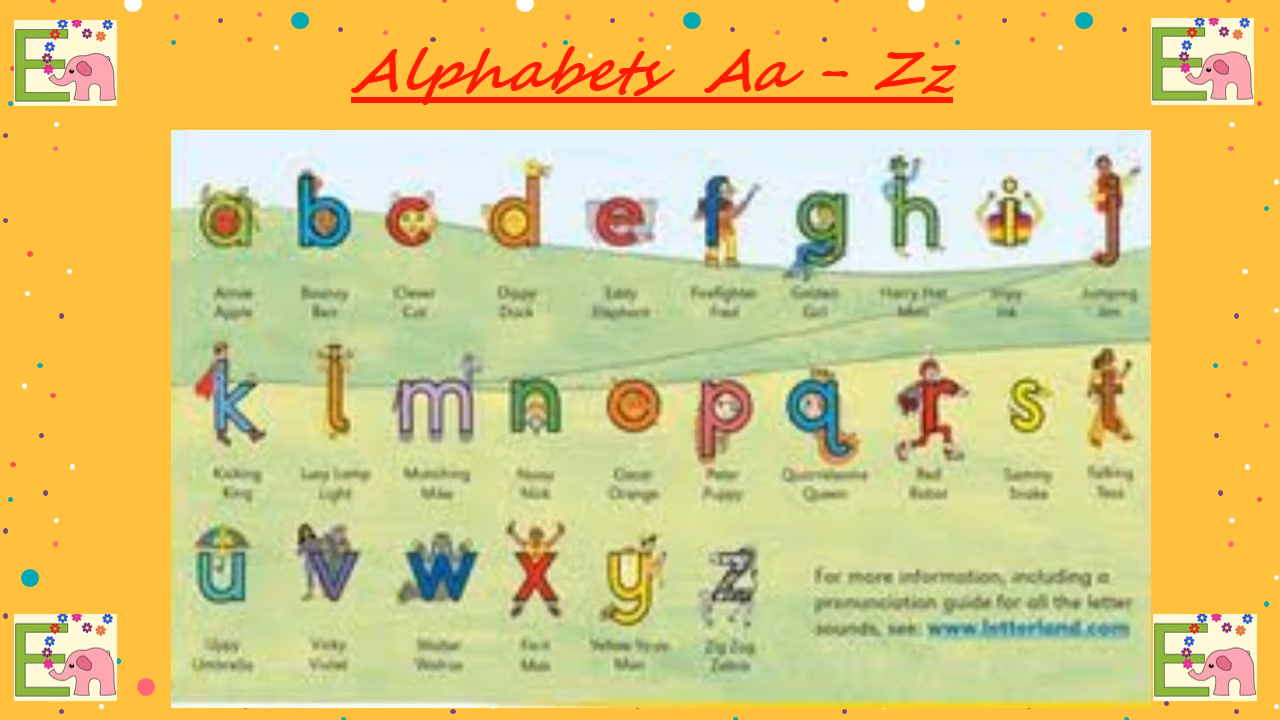 Alphabets Aa – Zz
a b c d e f g h i j
Annie Bouncy Clever Dippy Eddy Firefighter Golden Harry Hat Impy Jumping
Apple Ben Cat Duck Elephant Fred Girl Man Ink Jim
k l m n o p q r s t
Kicking Lucy Lamp Munching Noisy Oscar Peter Quarrelsome Red Sammy Talking
King Light Mike Nick Orange Puppy Queen Robot Snake Tess
u v w x y z
Uppy Vicky Walter Fix-it Yellow Yo-yo Zig Zag
Umbrella Violet Walrus Max Man Zebra
For more information, including a
pronunciation guide for all the letter
sounds, see: www.letterland.com
E
E
E
E